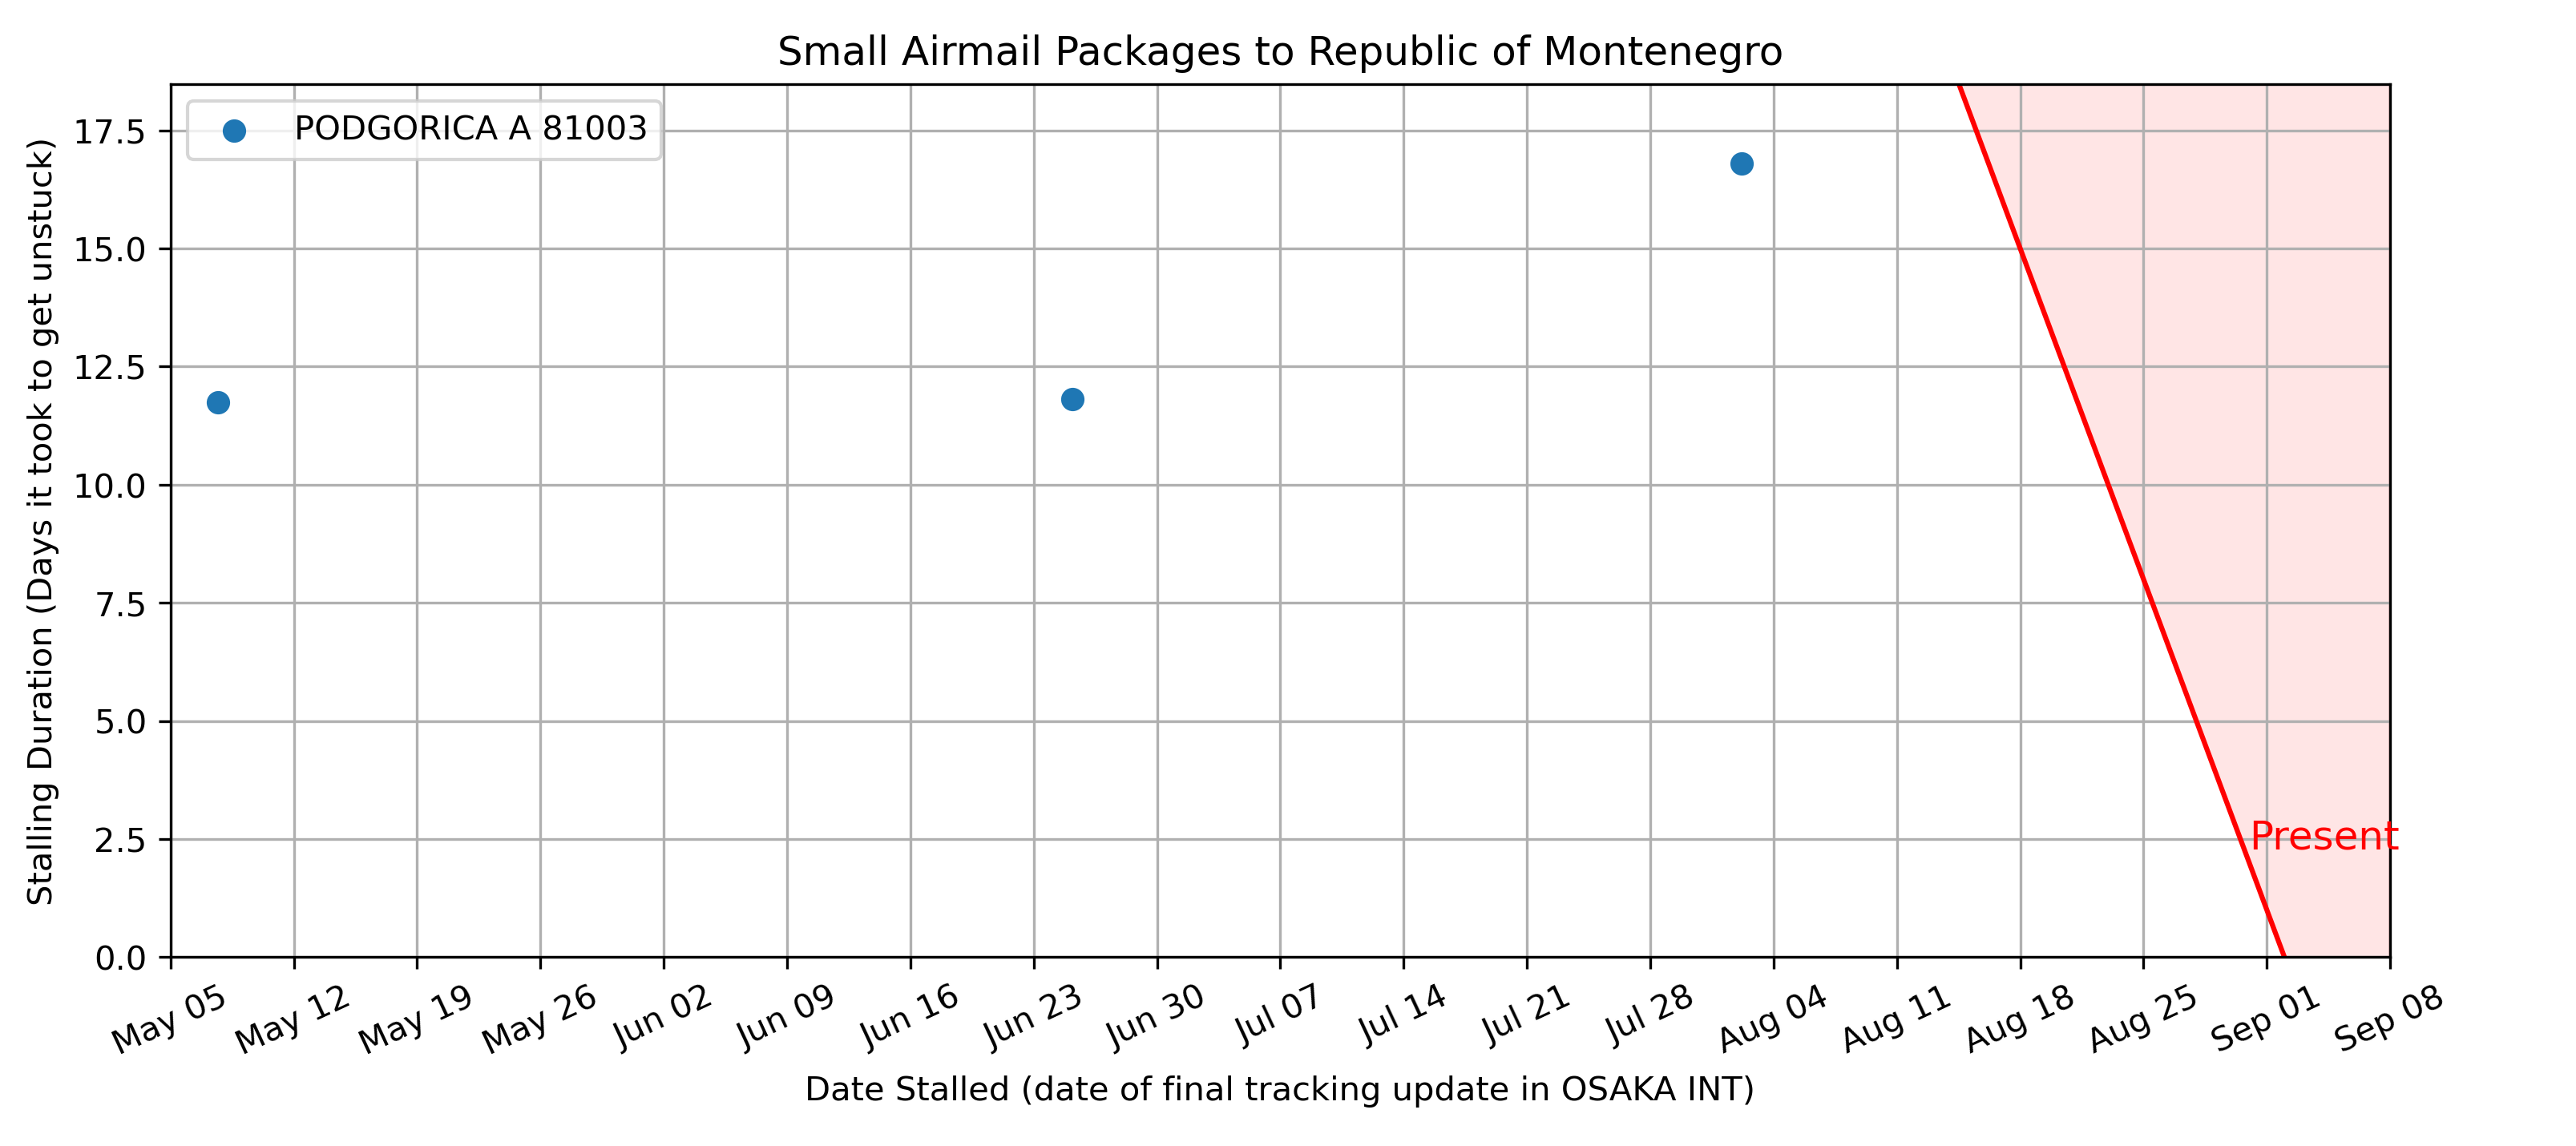 Small Airmail Packages to Republic of Montenegro
PODGORICA A 81003
Stalling Duration (Days it took to get unstuck)
17.5
15.0
12.5
10.0
7.5
5.0
2.5
0.0
Present
May 05 May 12 May 19 May 26 Jun 02 Jun 09 Jun 16 Jun 23 Jun 30 Jul 07 Jul 14 Jul 21 Jul 28 Aug 04 Aug 11 Aug 18 Aug 25 Sep 01 Sep 08
Date Stalled (date of final tracking update in OSAKA INT)